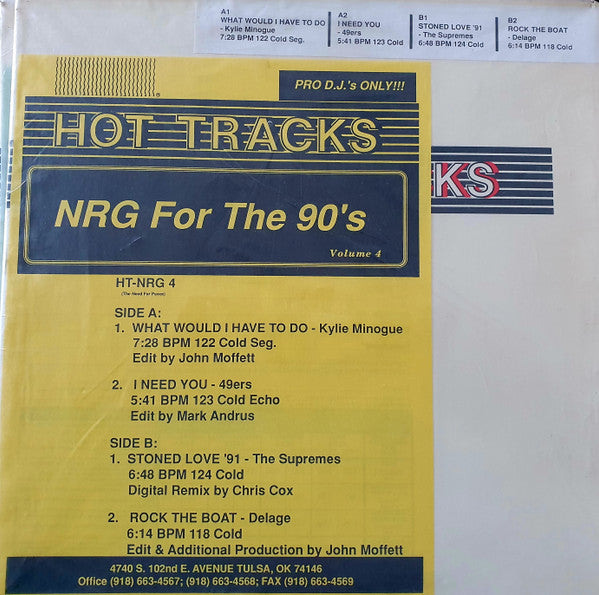 A1
WHAT WOULD I HAVE TO DO
- Kylie Minogue
7:28 BPM 122 Cold Seg.
A2
I NEED YOU
- 49ers
5:41 BPM 123 Cold
B1
STONED LOVE '91
- The Supremes
6:48 BPM 124 Cold
B2
ROCK THE BOAT
- Delage
6:14 BPM 118 Cold
PRO D.J.'s ONLY!!!
HOT TRACKS
KS
NRG For The 90's
Volume 4
HT-NRG 4
(The Need For Power)
SIDE A:
1. WHAT WOULD I HAVE TO DO - Kylie Minogue
7:28 BPM 122 Cold Seg.
Edit by John Moffett
2. I NEED YOU - 49ers
5:41 BPM 123 Cold Echo
Edit by Mark Andrus
SIDE B:
1. STONED LOVE '91 - The Supremes
6:48 BPM 124 Cold
Digital Remix by Chris Cox
2. ROCK THE BOAT - Delage
6:14 BPM 118 Cold
Edit & Additional Production by John Moffett
4740 S. 102nd E. AVENUE TULSA, OK 74146
Office (918) 663-4567; (918) 663-4568; FAX (918) 663-4569